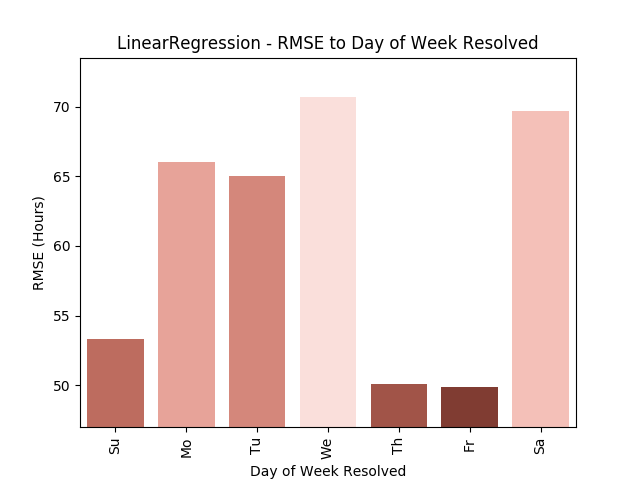 LinearRegression - RMSE to Day of Week Resolved
RMSE (Hours)
70
65
60
55
50
Su
Mo
Tu
We
Th
Fr
Sa
Day of Week Resolved